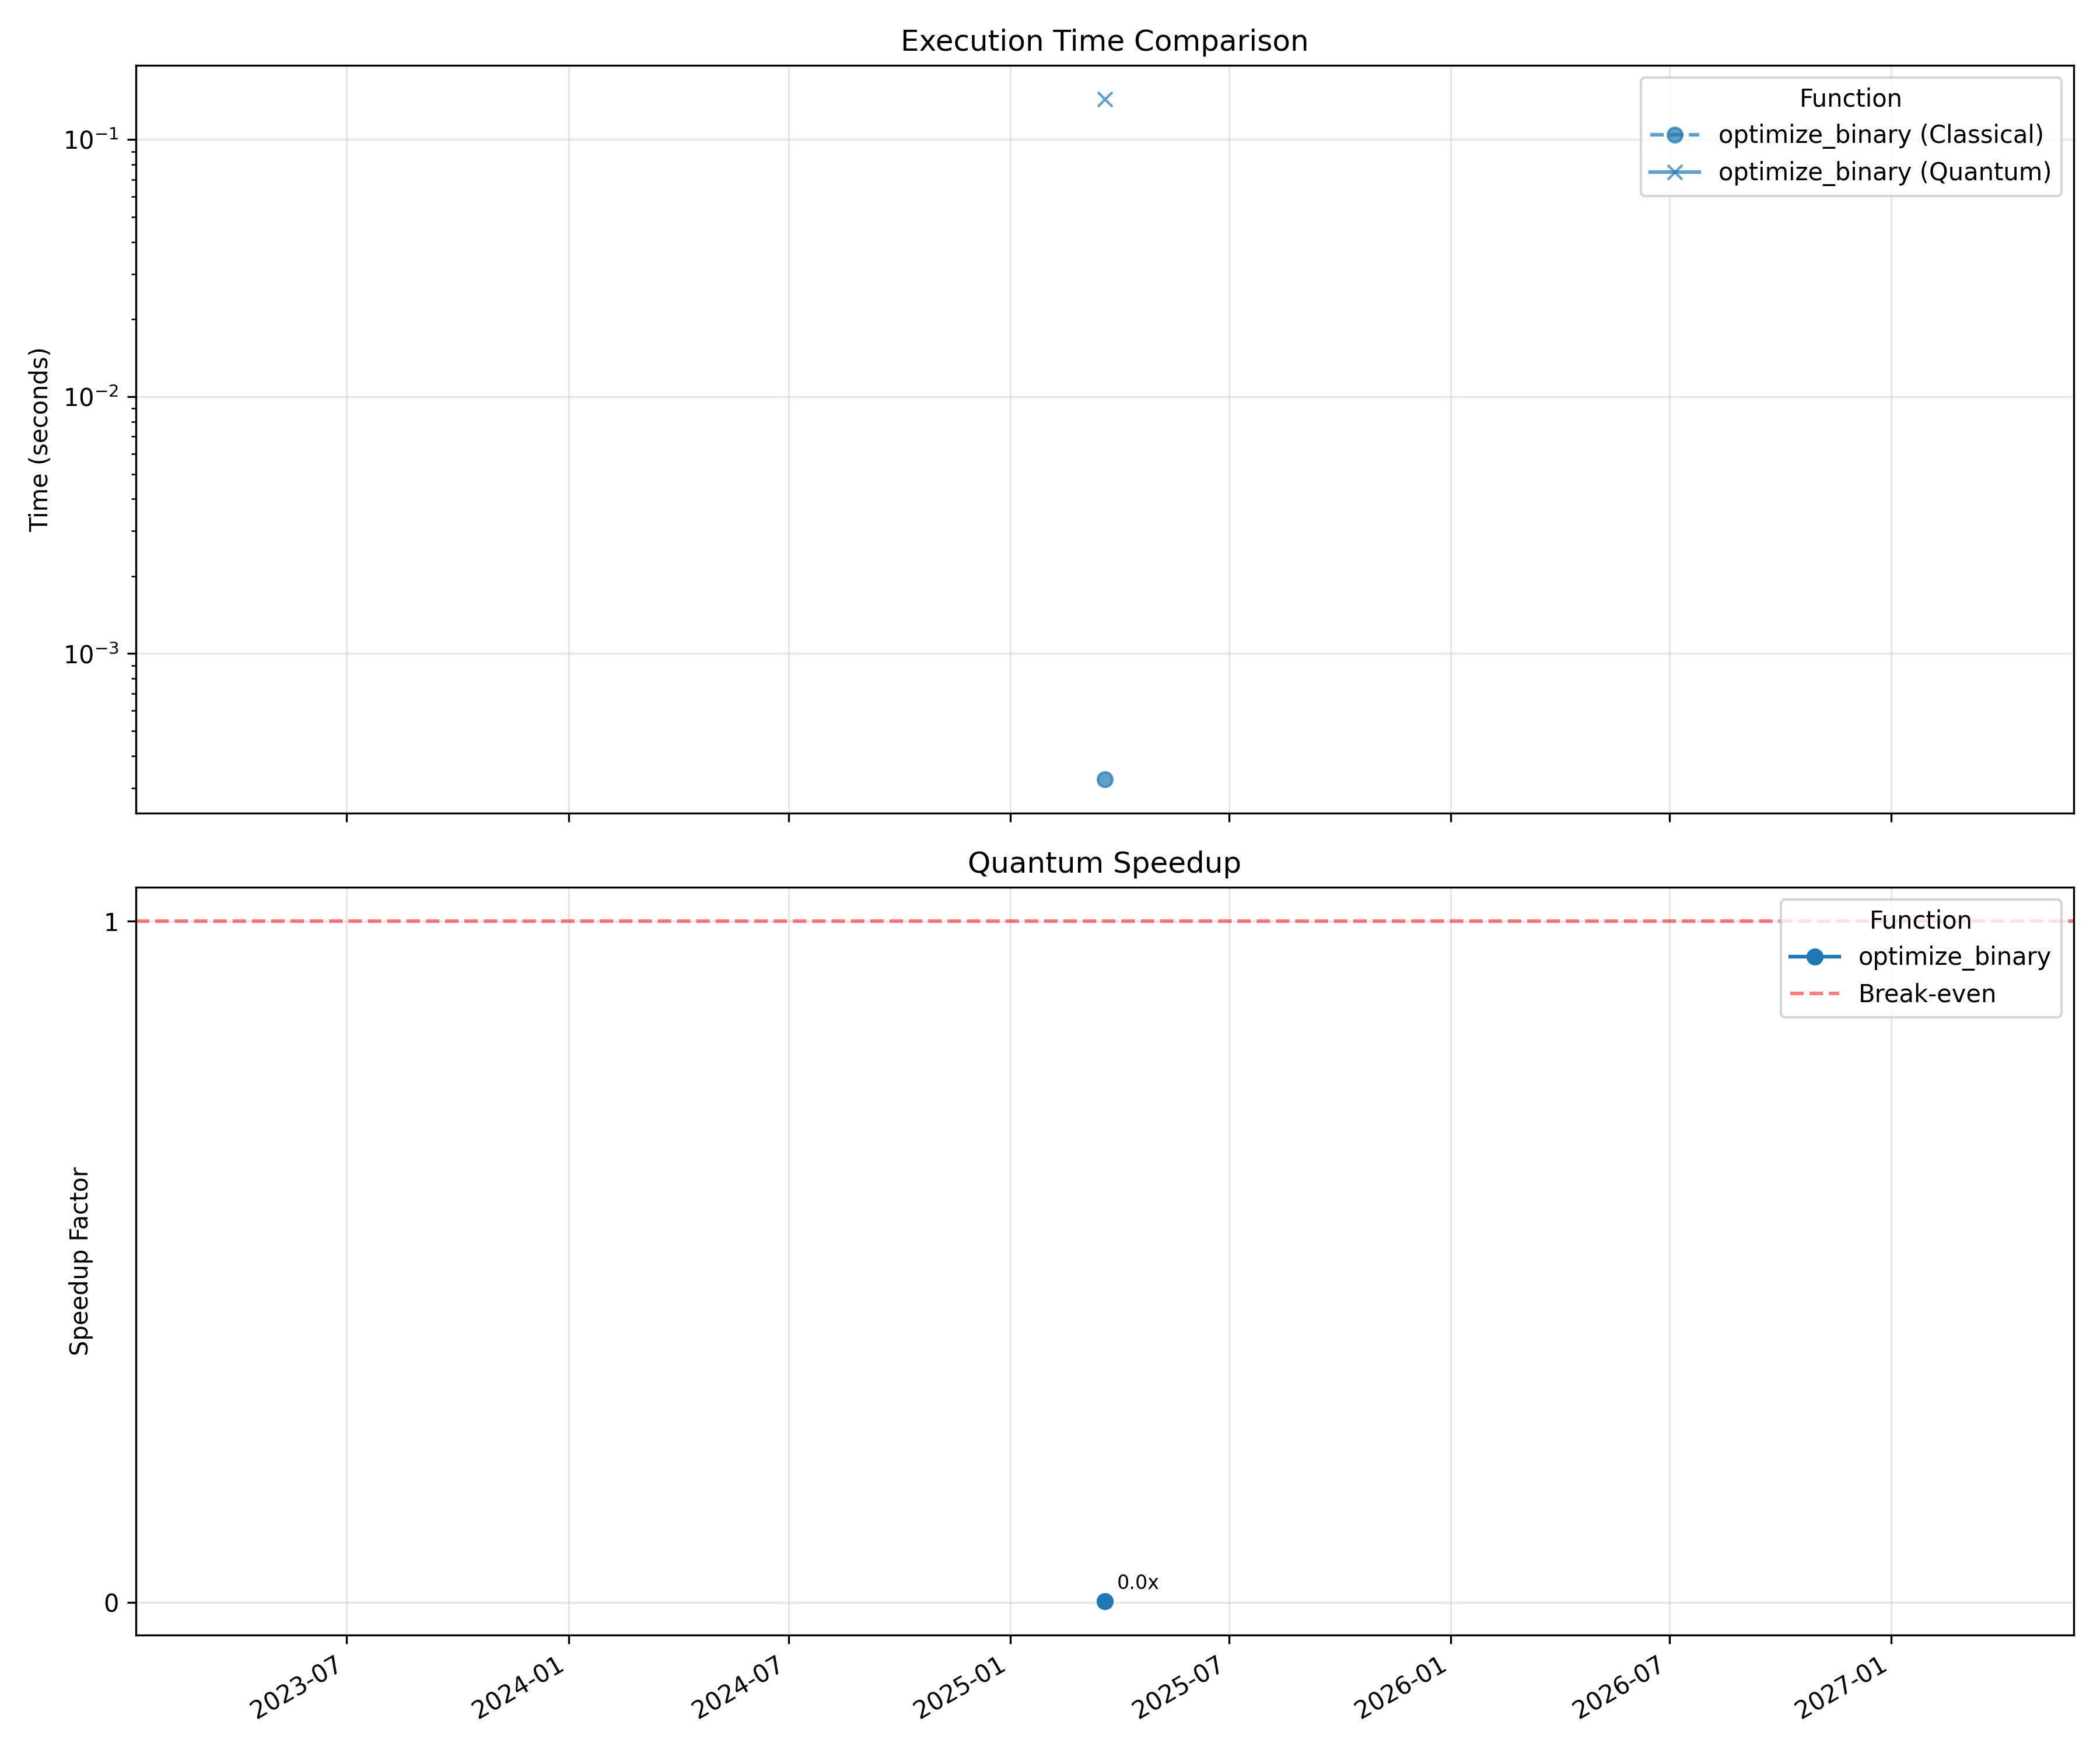 Execution Time Comparison
Time (seconds)
10⁻¹
10⁻²
10⁻³
Function
optimize_binary (Classical)
optimize_binary (Quantum)
Quantum Speedup
Speedup Factor
1
0
Function
optimize_binary
Break-even
0.0x
2023-07
2024-01
2024-07
2025-01
2025-07
2026-01
2026-07
2027-01